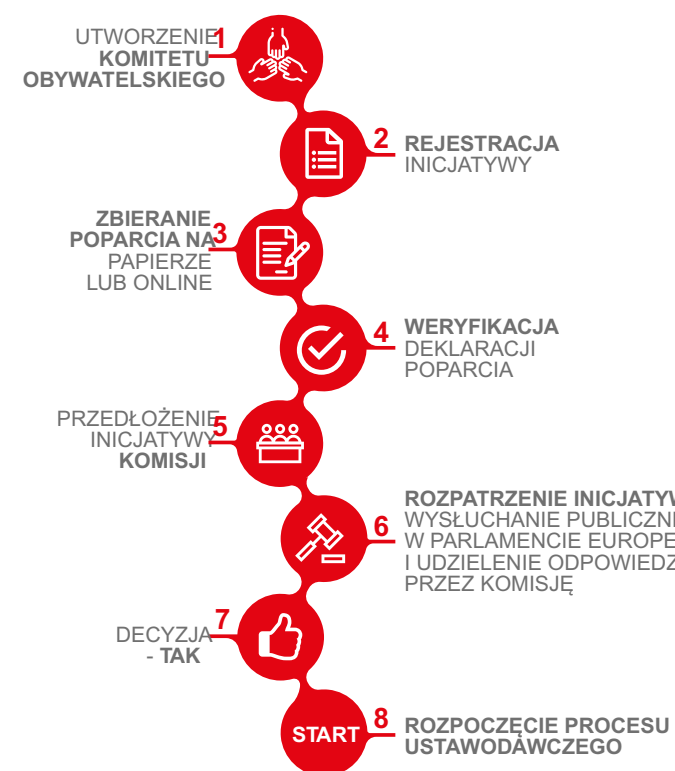 1
UTWORZENIE
KOMITETU
OBYWATELSKIEGO
2
REJESTRACJA
INICJATYWY
3
ZBIERANIE
POPARCIA NA
PAPIERZE
LUB ONLINE
4
WERYFIKACJA
DEKLARACJI
POPARCIA
5
PRZEDŁOŻENIE
INICJATYWY
KOMISJI
6
ROZPATRZENIE
WYSŁUCHANIE
W PARLAMENCIE
I UDZIELENIE
PRZEZ KOMISJĘ
7
DECYZJA
- TAK
START
8
ROZPOCZĘCIE PROCESU
USTAWODAWCZEGO